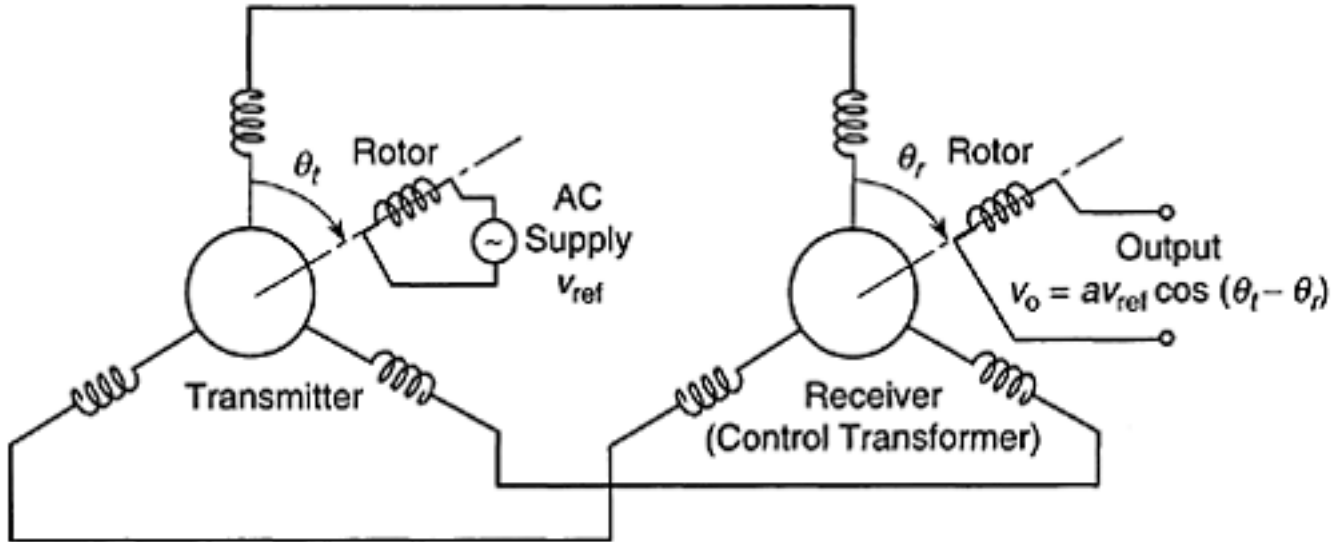 θt
Rotor
AC
Supply
vref
~
Transmitter
θr
Rotor
Output
vo = avref cos (θt – θr)
Receiver
(Control Transformer)